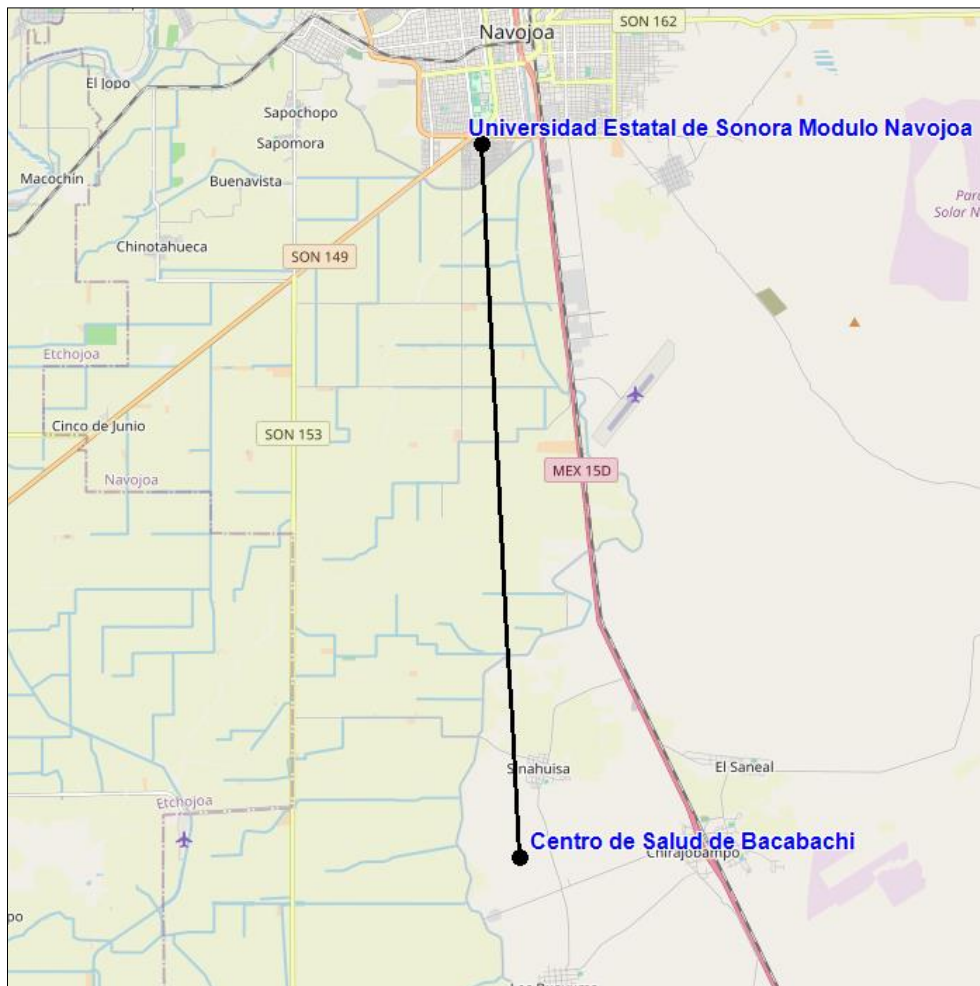 SON 162
Navojoa
El Jopo
Sapochopo
Universidad Estatal de Sonora Modulo Navojoa
Sapomora
Macochin
Buenavista
Solar N
Chinotahueca
SON 149
Etchojoa
Cinco de Junio
SON 153
MEX 15D
Navojoa
Sinahuisa
El Saneal
Etchojoa
Centro de Salud de Bacabachi
Chirajobampo
po